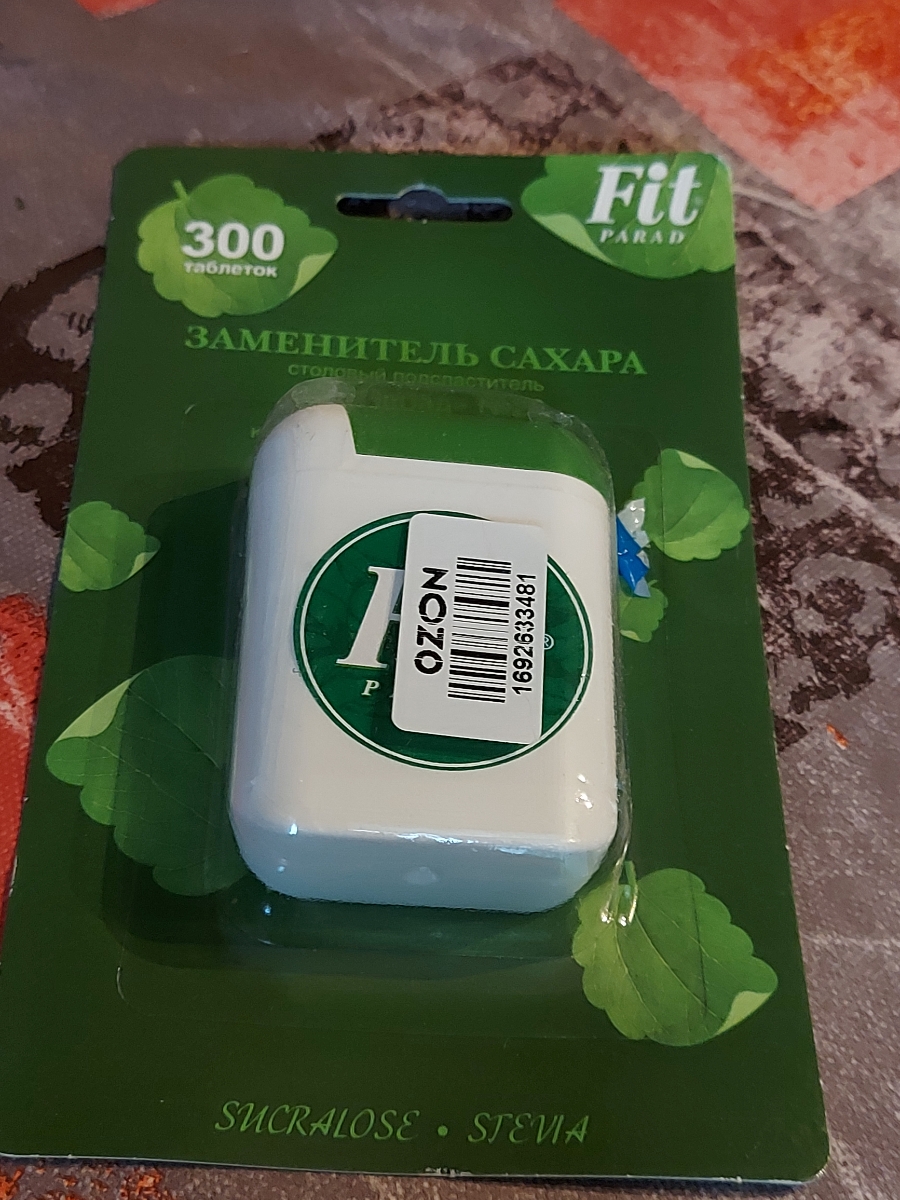 300
таблеток
Fit
PARAD
ЗАМЕНИТЕЛЬ САХАРА
столовый подсластитель
OZON
1692633481
SUCRALOSE • STEVIA